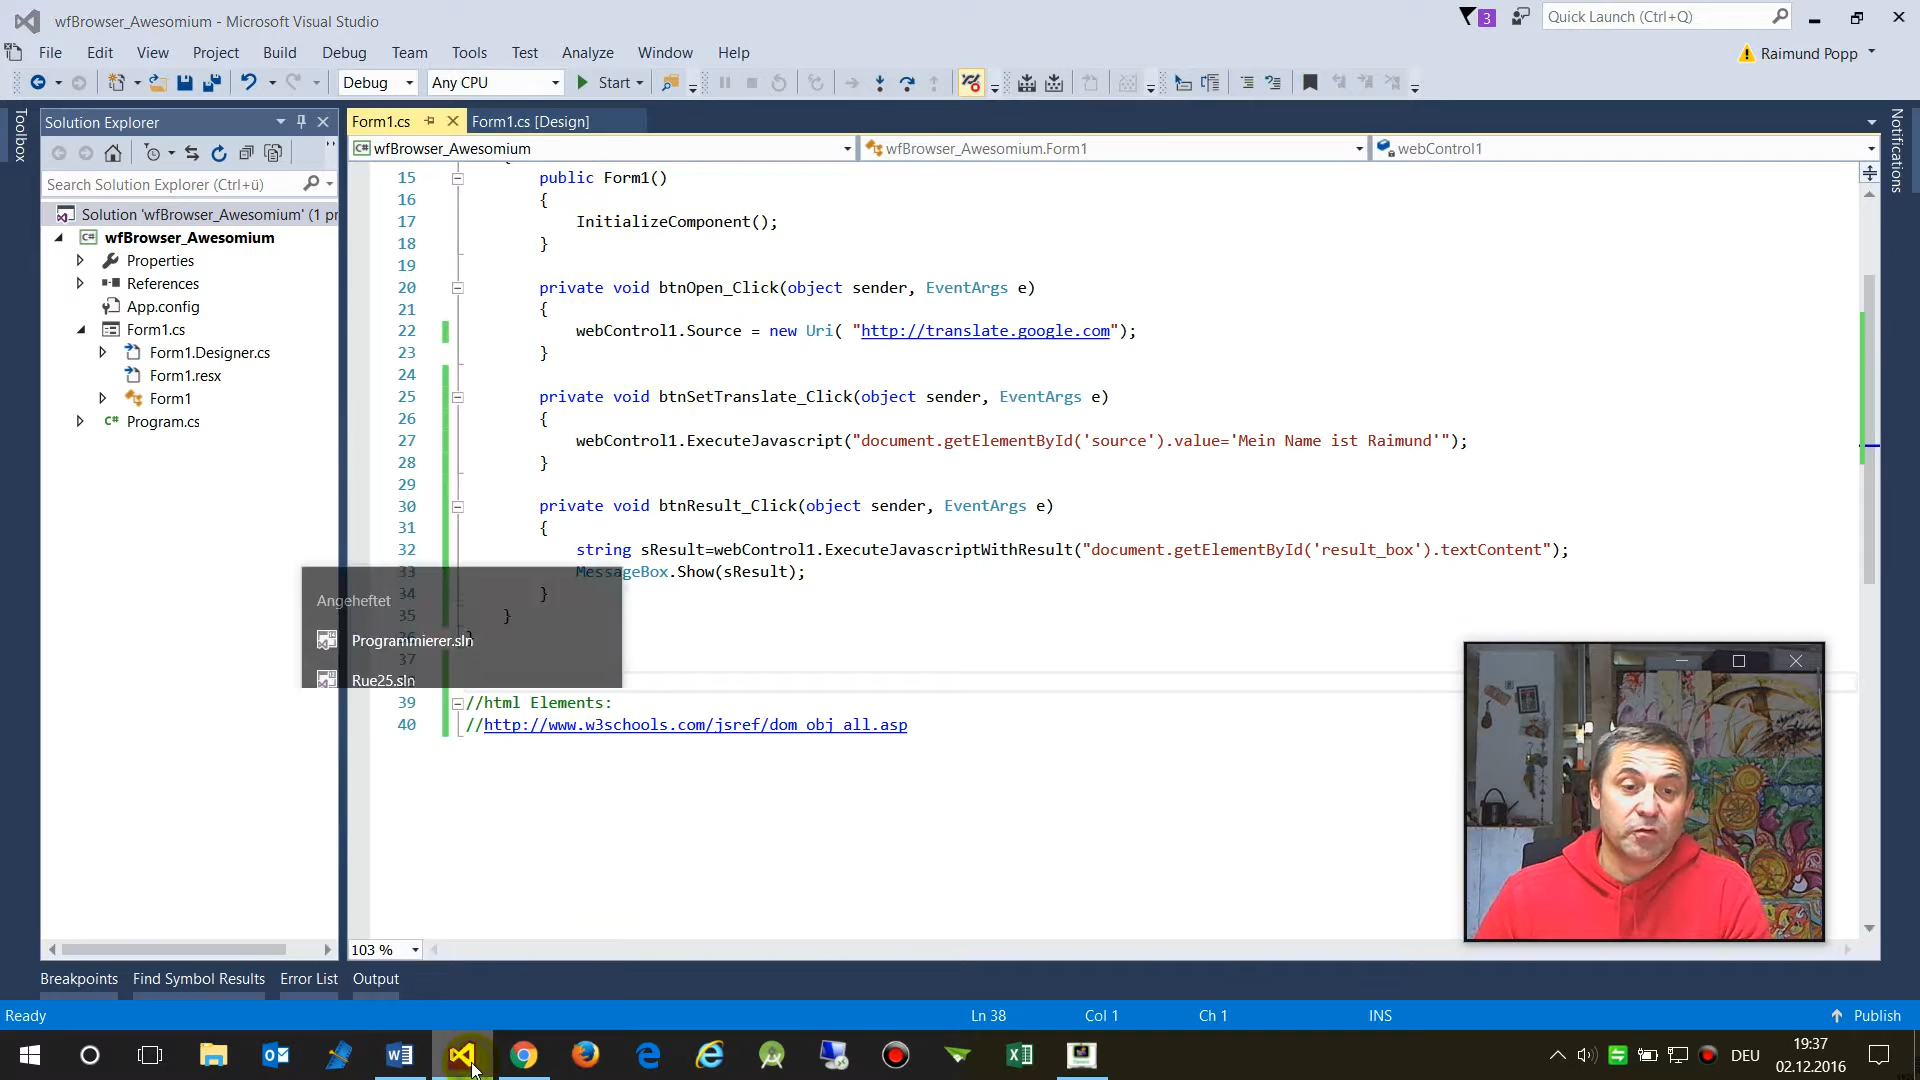 wfBrowser_Awesomium - Microsoft Visual Studio
3
Quick Launch (Ctrl+Q)
File Edit View Project Build Debug Team Tools Test Analyze Window Help
Raimund Popp
Debug Any CPU Start
Toolbox
Solution Explorer
Form1.cs Form1.cs [Design]
Notifications
wfBrowser_Awesomium wfBrowser_Awesomium.Form1 webControl1
Search Solution Explorer (Ctrl+ü)
Solution 'wfBrowser_Awesomium' (1 pr
wfBrowser_Awesomium
Properties
References
App.config
Form1.cs
Form1.Designer.cs
Form1.resx
Form1
Program.cs
15 public Form1()
16 {
17 InitializeComponent();
18 }
19
20 private void btnOpen_Click(object sender, EventArgs e)
21 {
22 webControl1.Source = new Uri( "http://translate.google.com");
23 }
24
25 private void btnSetTranslate_Click(object sender, EventArgs e)
26 {
27 webControl1.ExecuteJavascript("document.getElementById('source').value='Mein Name ist Raimund'");
28 }
29
30 private void btnResult_Click(object sender, EventArgs e)
31 {
32 string sResult=webControl1.ExecuteJavascriptWithResult("document.getElementById('result_box').textContent");
33 MessageBox.Show(sResult);
34 }
35 }
36 }
37
39 //html Elements:
40 //http://www.w3schools.com/jsref/dom_obj_all.asp
Angeheftet
Programmierer.sln
Rue25.sln
103 %
Breakpoints Find Symbol Results Error List Output
Ready Ln 38 Col 1 Ch 1 INS Publish
DEU
19:37
02.12.2016